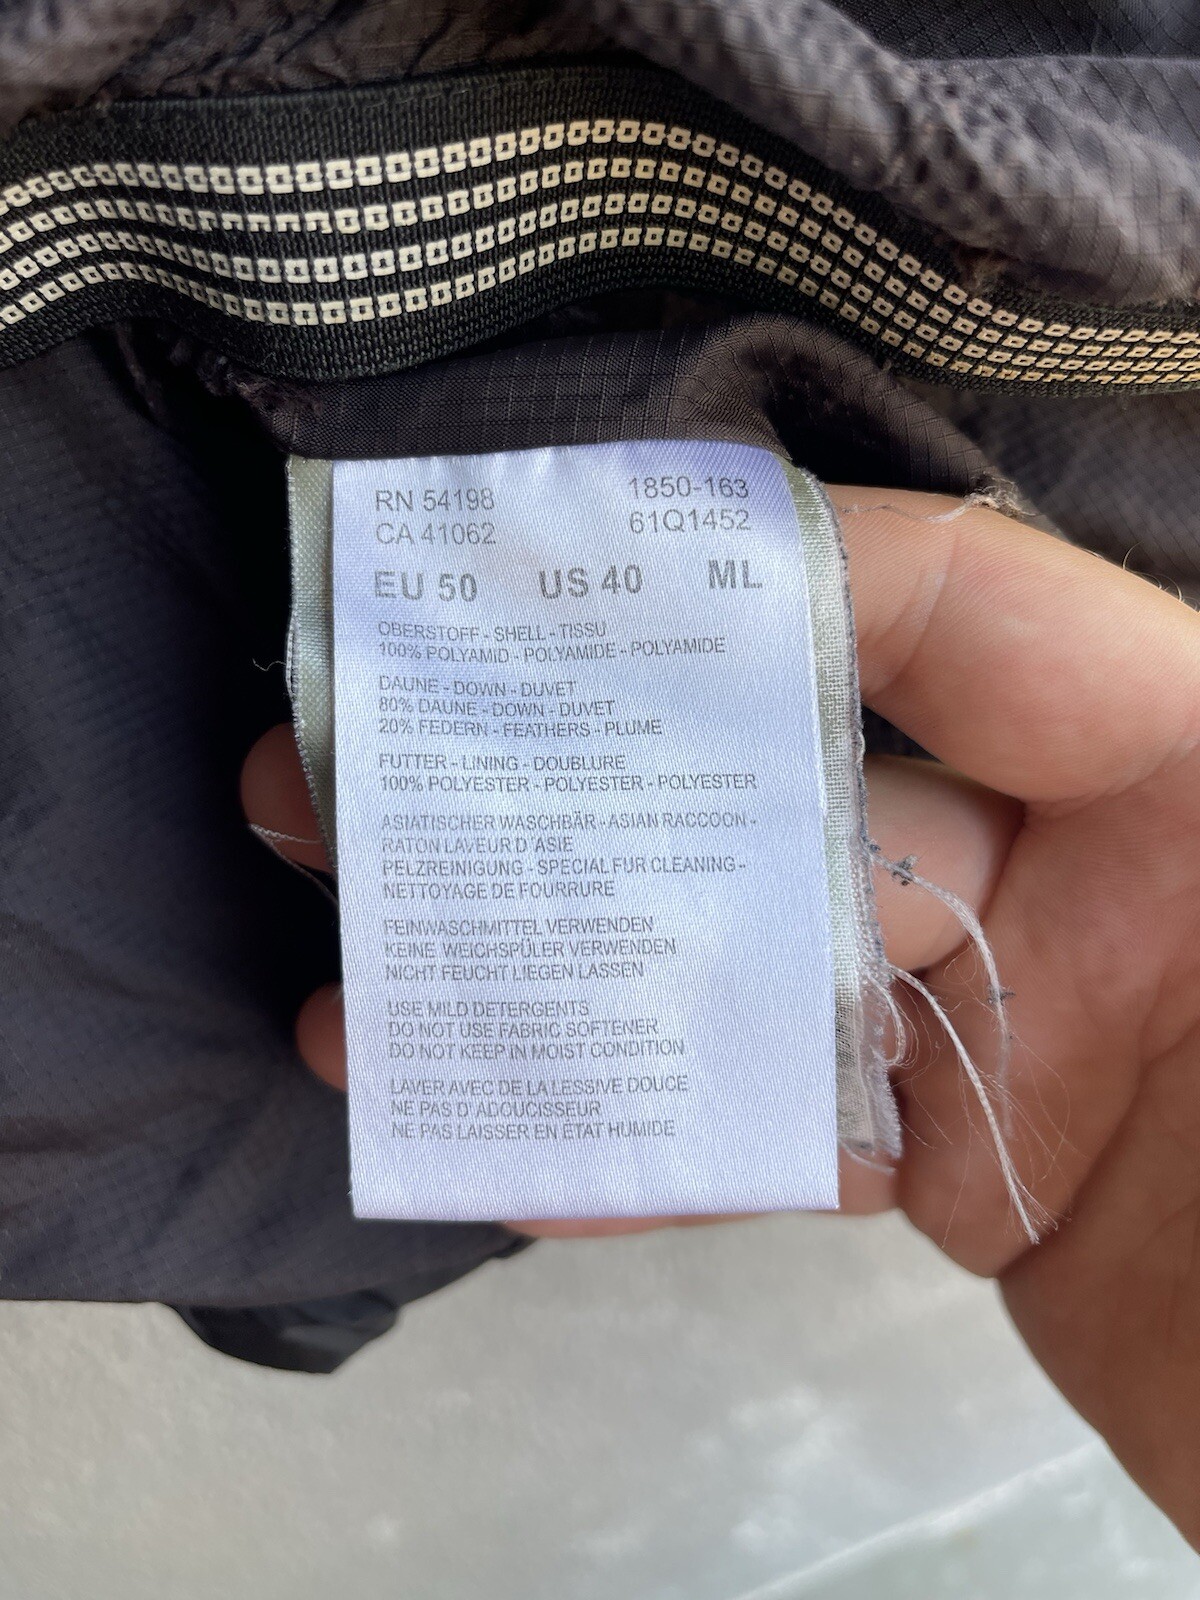 RN 54198 1850-163
CA 41062 61Q1452
EU 50 US 40 ML
OBERSTOFF - SHELL - TISSU
100% POLYAMID - POLYAMIDE - POLYAMIDE
DAUNE - DOWN - DUVET
80% DAUNE - DOWN - DUVET
20% FEDERN - FEATHERS - PLUME
FUTTER - LINING - DOUBLURE
100% POLYESTER - POLYESTER - POLYESTER
ASIATISCHER WASCHBÄR - ASIAN RACCOON -
RATON LAVEUR D´ASIE
PELZREINIGUNG - SPECIAL FUR CLEANING -
NETTOYAGE DE FOURRURE
FEINWASCHMITTEL VERWENDEN
KEINE WEICHSPÜLER VERWENDEN
NICHT FEUCHT LIEGEN LASSEN
USE MILD DETERGENTS
DO NOT USE FABRIC SOFTENER
DO NOT KEEP IN MOIST CONDITION
LAVER AVEC DE LA LESSIVE DOUCE
NE PAS D´ADOUCISSEUR
NE PAS LAISSER EN ÉTAT HUMIDE